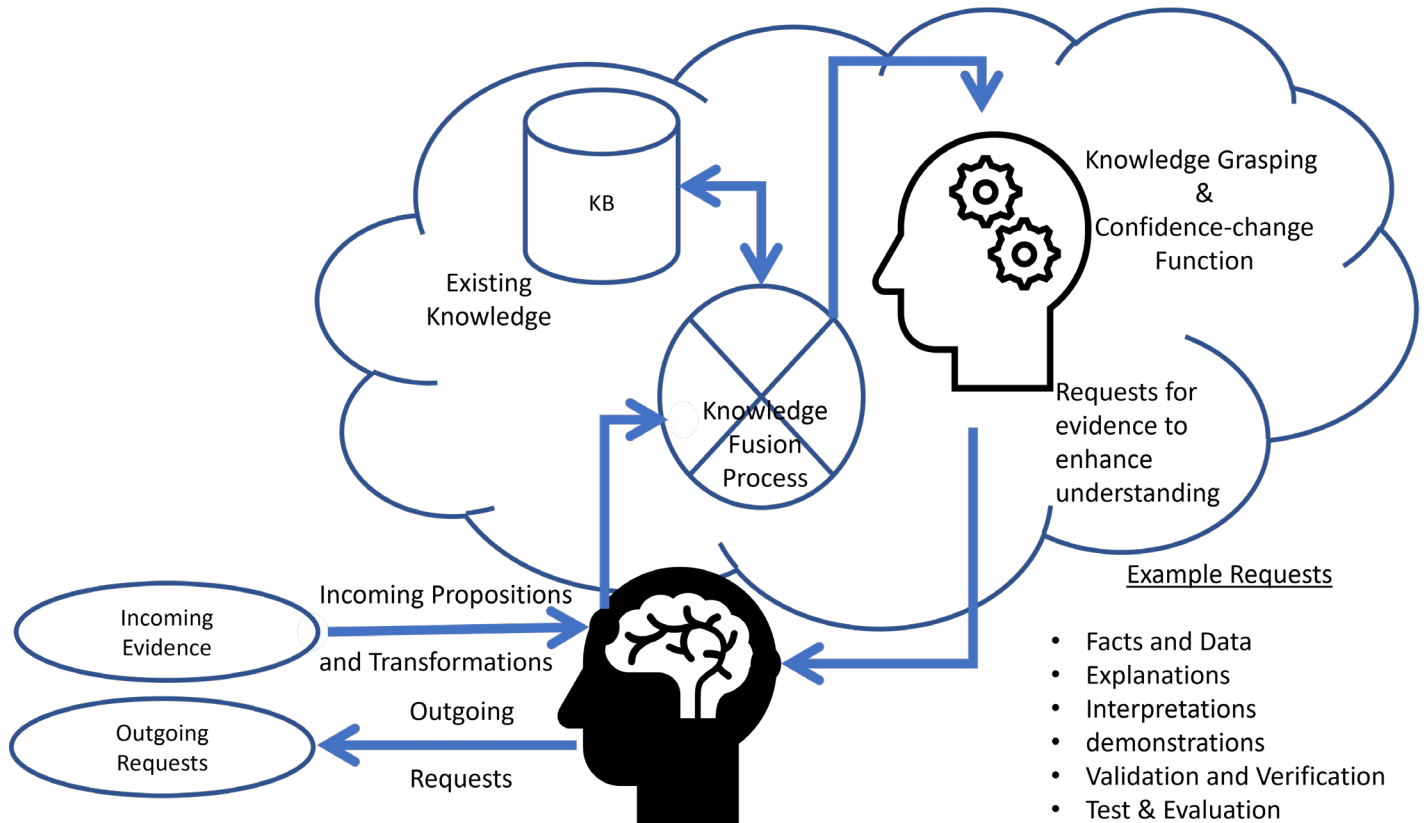 KB
Existing
Knowledge
Knowledge Grasping
&
Confidence-change
Function
Knowledge
Fusion
Process
Requests for
evidence to
enhance
understanding
Incoming
Evidence
Incoming Propositions
and Transformations
Outgoing
Requests
Outgoing
Requests
Example Requests
• Facts and Data
• Explanations
• Interpretations
• demonstrations
• Validation and Verification
• Test & Evaluation